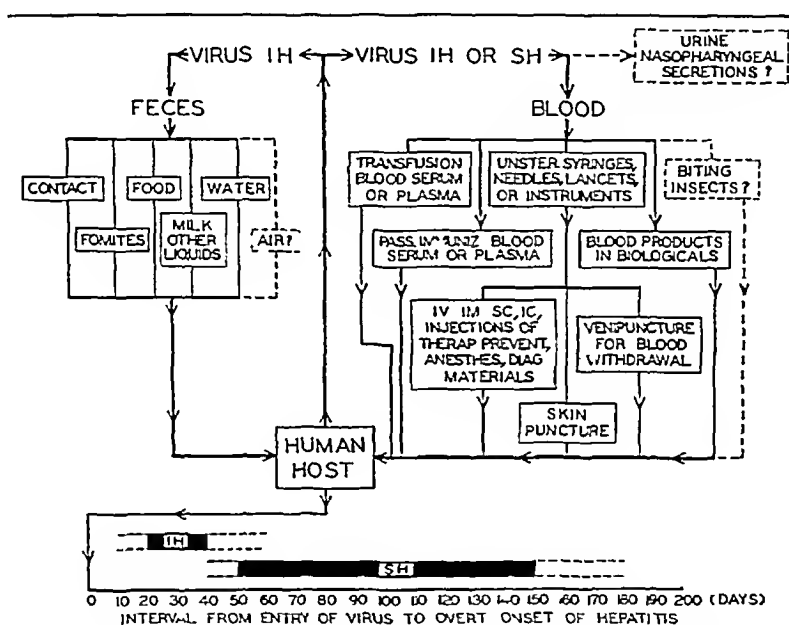 VIRUS IH
VIRUS IH OR SH
URINE
NASOPHARYNGEAL
SECRETIONS ?
FECES
BLOOD
CONTACT
FOMITES
FOOD
MILK
OTHER
LIQUIDS
WATER
AIR?
TRANSFUSION
BLOOD SERUM
OR PLASMA
UNSTER SYRINGES,
NEEDLES, LANCETS,
OR INSTRUMENTS
BITING
INSECTS ?
PASS. IMMUNIZ BLOOD
SERUM OR PLASMA
BLOOD PRODUCTS
IN BIOLOGICALS
IV IM SC, IC,
INJECTIONS OF
THERAP PREVENT,
ANESTHES, DIAG
MATERIALS
VENIPUNCTURE
FOR BLOOD
WITHDRAWAL
SKIN
PUNCTURE
HUMAN
HOST
IH
SH
0 10 20 30 40 50 60 70 80 90 100 110 120 130 140 150 160 170 180 190 200 (DAYS)
INTERVAL FROM ENTRY OF VIRUS TO OVERT ONSET OF HEPATITIS